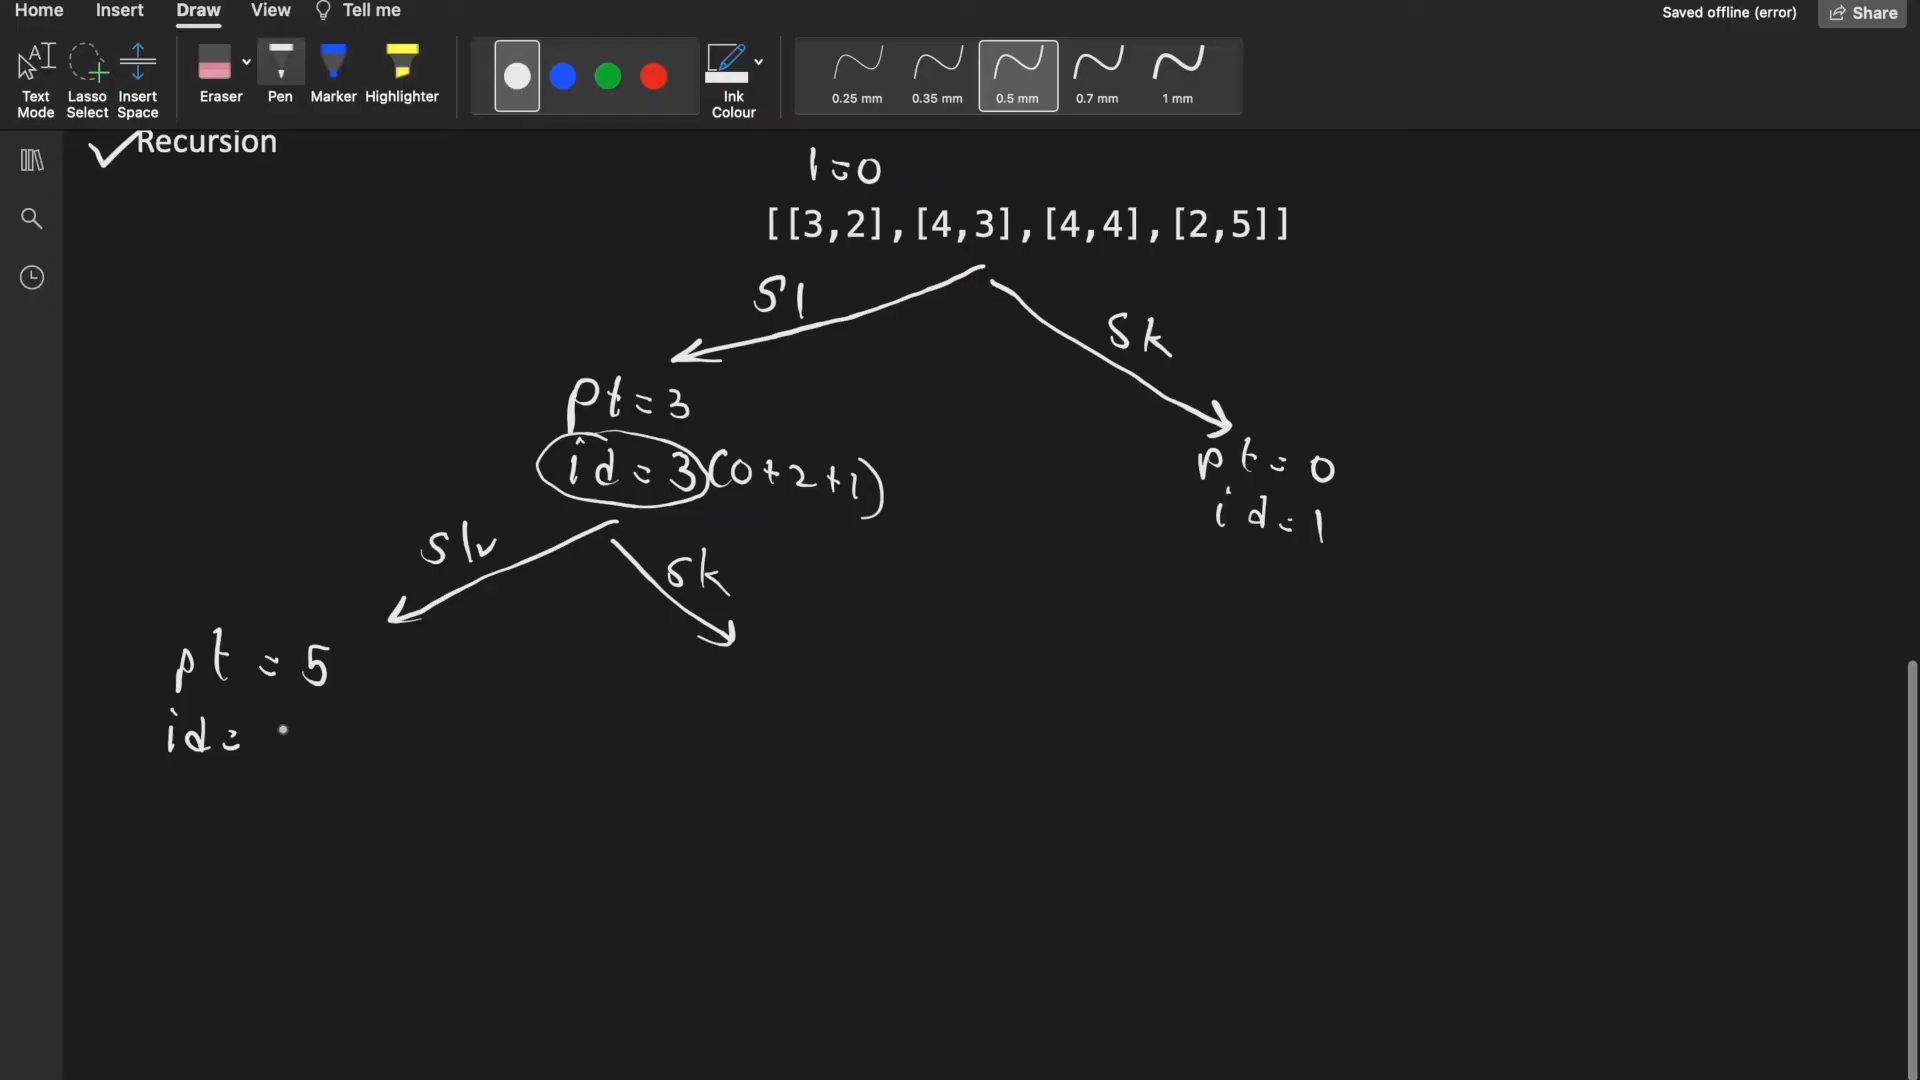 Home Insert Draw View Tell me
Saved offline (error) Share
Text Mode
Lasso Select
Insert Space
Eraser
Pen
Marker
Highlighter
Ink Colour
0.25 mm
0.35 mm
0.5 mm
0.7 mm
1 mm
Recursion
i=0
[[3,2],[4,3],[4,4],[2,5]]
Sl
Sk
pt=3
id=3(0+2+1)
pt=0
id=1
Slv
Sk
pt=5
id=